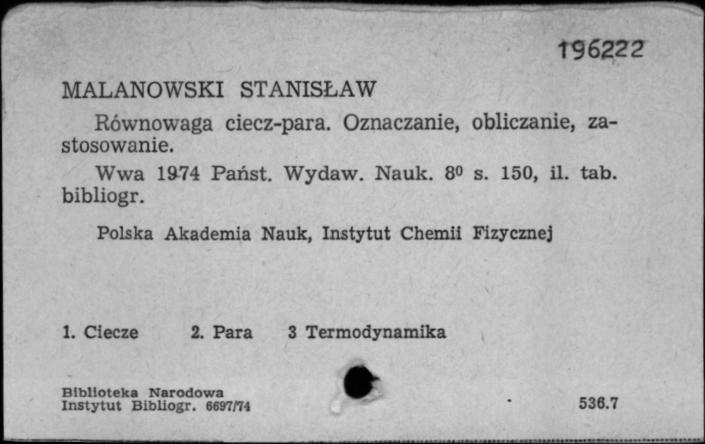 196222
MALANOWSKI STANISŁAW
Równowaga ciecz-para. Oznaczanie, obliczanie, za-
stosowanie.
Wwa 1974 Państ. Wydaw. Nauk. 8⁰ s. 150, il. tab.
bibliogr.
Polska Akademia Nauk, Instytut Chemii Fizycznej
1. Ciecze 2. Para 3 Termodynamika
Biblioteka Narodowa
Instytut Bibliogr. 6697/74 536.7